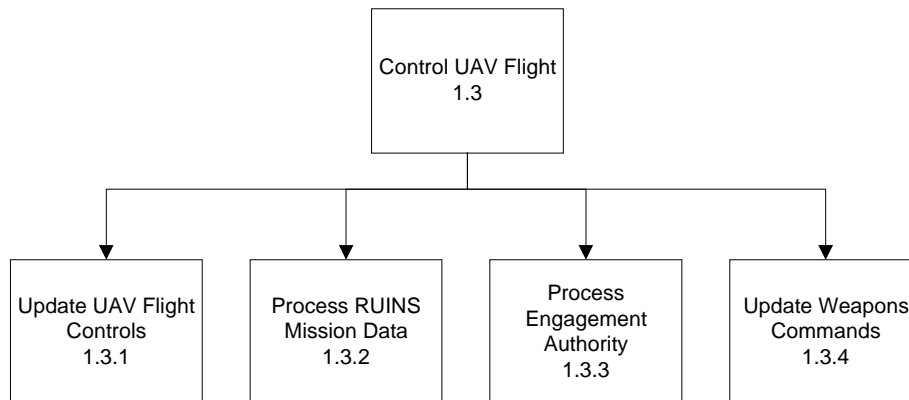 Control UAV Flight
1.3
Update UAV Flight
Controls
1.3.1
Process RUINS
Mission Data
1.3.2
Process
Engagement
Authority
1.3.3
Update Weapons
Commands
1.3.4